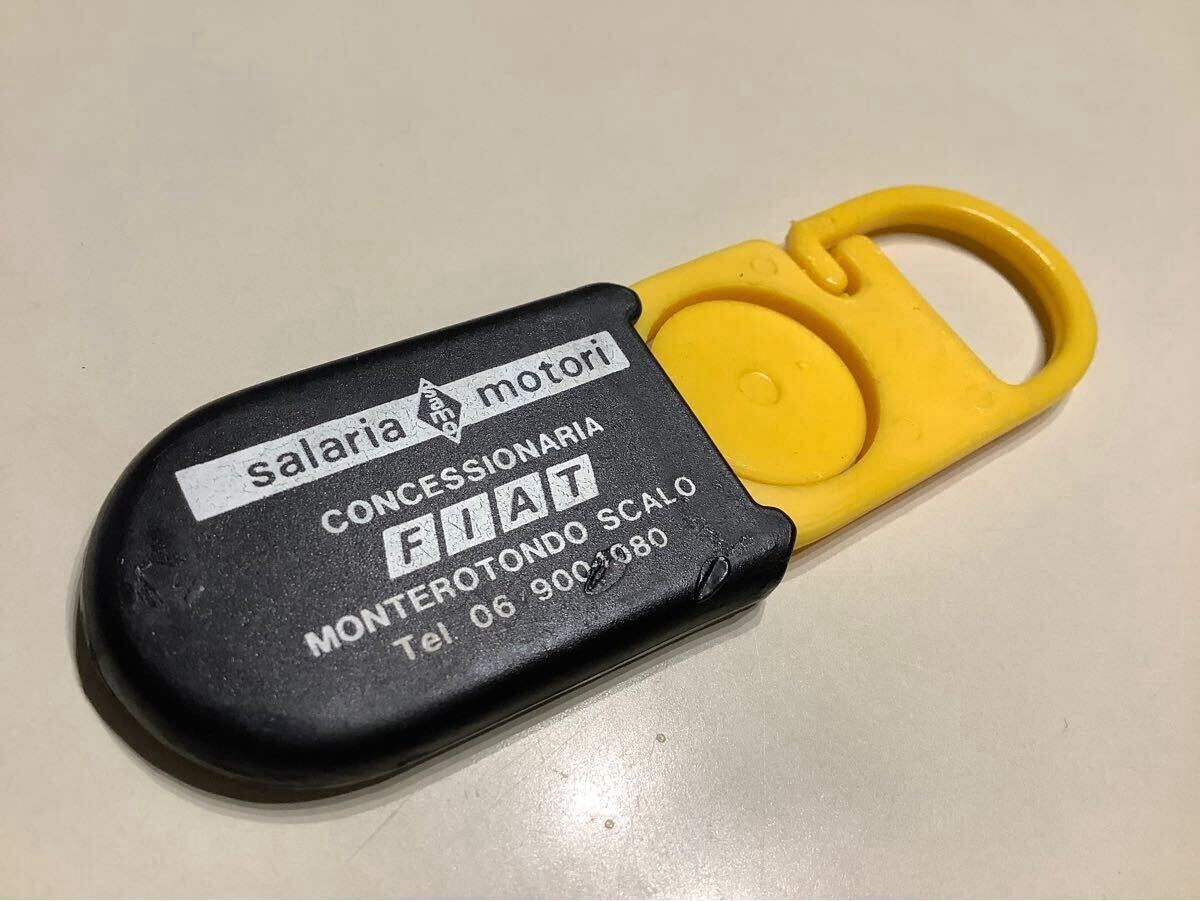 salaria motori
CONCESSIONARIA
FIAT
MONTEROTONDO SCALO
Tel 06